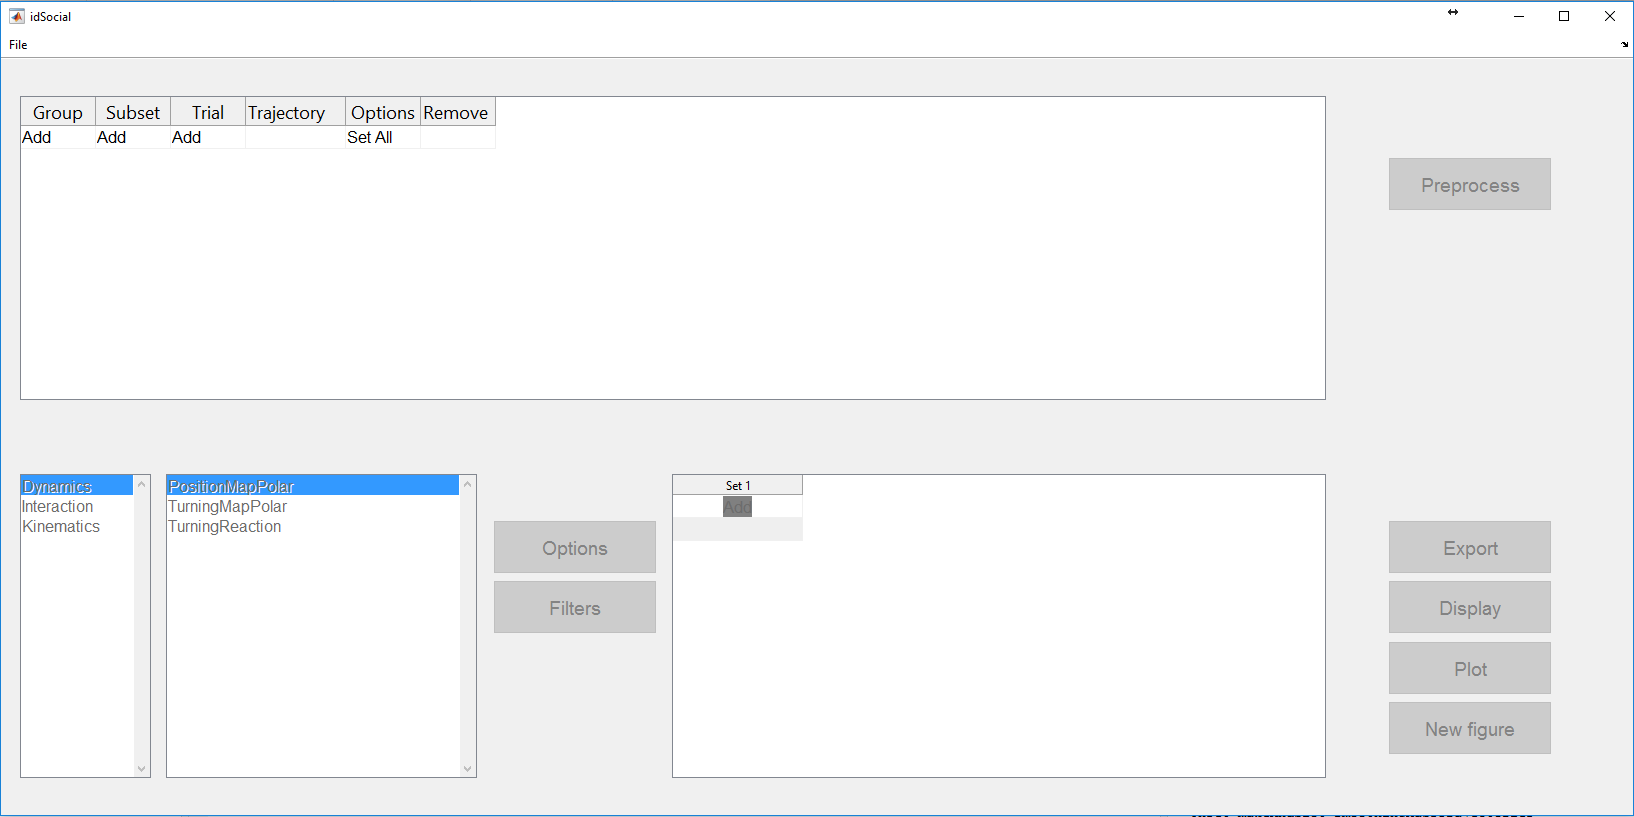 idSocial
File
Group Subset Trial Trajectory Options Remove
Add Add Add Set All
Preprocess
Dynamics
Interaction
Kinematics
PositionMapPolar
TurningMapPolar
TurningReaction
Options
Filters
Set 1
Add
Export
Display
Plot
New figure